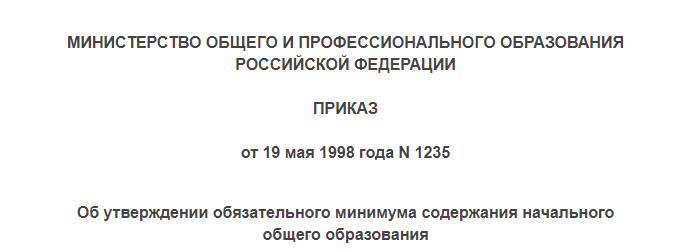 МИНИСТЕРСТВО ОБЩЕГО И ПРОФЕССИОНАЛЬНОГО ОБРАЗОВАНИЯ
РОССИЙСКОЙ ФЕДЕРАЦИИ
ПРИКАЗ
от 19 мая 1998 года N 1235
Об утверждении обязательного минимума содержания начального
общего образования